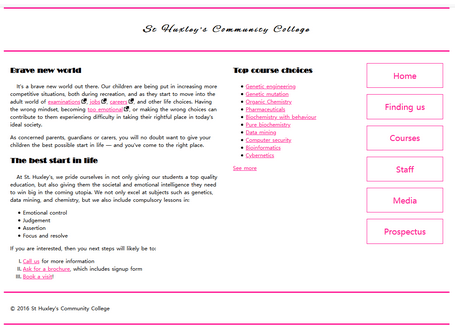 St Huxley's Community College
Brave new world
It's a brave new world out there. Our children are being put in increasing more
competitive situations, both during recreation, and as they start to move into the
adult world of examinations, jobs, careers, and other life choices. Having
the wrong mindset, becoming too emotional, or making the wrong choices can
contribute to them experiencing difficulty in taking their rightful place in today's
ideal society.
As concerned parents, guardians or carers, you will no doubt want to give your
children the best possible start in life — and you've come to the right place.
The best start in life
At St. Huxley's, we pride ourselves in not only giving our students a top quality
education, but also giving them the societal and emotional intelligence they need
to win big in the coming utopia. We not only excel at subjects such as genetics,
data mining, and chemistry, but we also include compulsory lessons in:
Emotional control
Judgement
Assertion
Focus and resolve
If you are interested, then you next steps will likely be to:
I. Call us for more information
II. Ask for a brochure, which includes signup form
III. Book a visit!
Top course choices
Genetic engineering
Genetic mutation
Organic Chemistry
Pharmaceuticals
Biochemistry with behaviour
Pure biochemistry
Data mining
Computer security
Bioinformatics
Cybernetics
See more
Home
Finding us
Courses
Staff
Media
Prospectus
© 2016 St Huxley's Community College